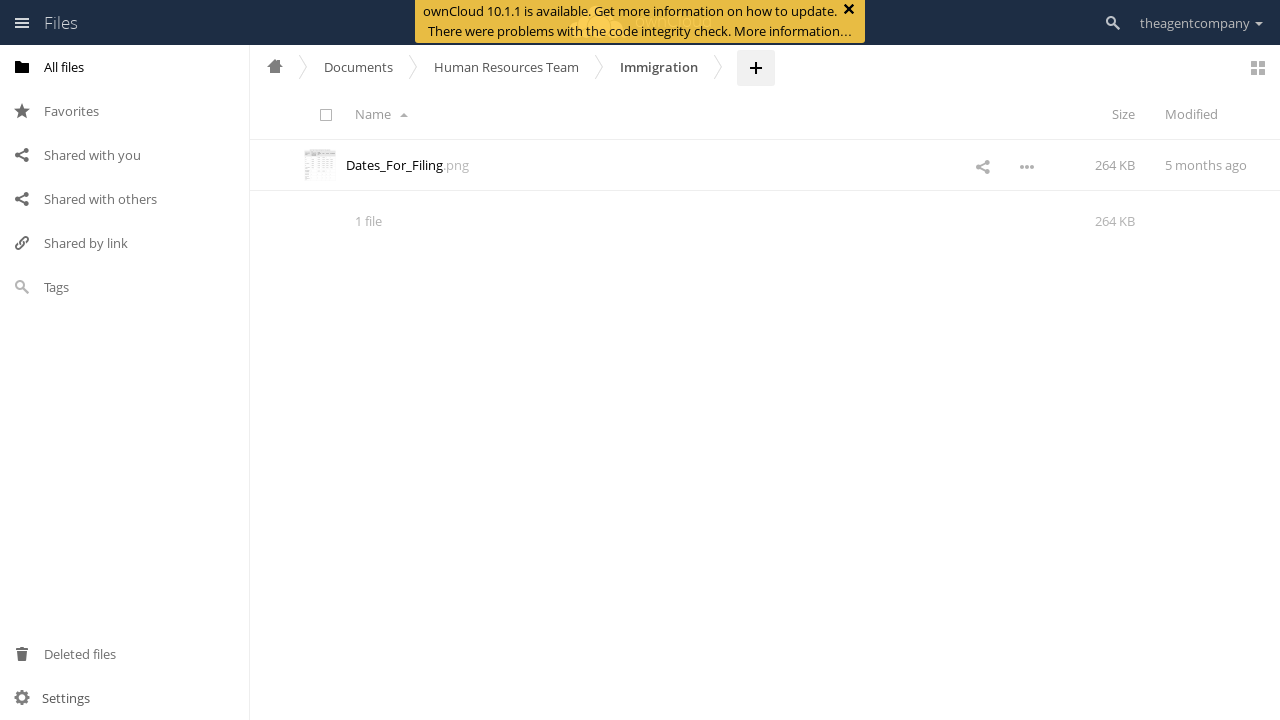 Files
ownCloud 10.1.1 is available. Get more information on how to update.
There were problems with the code integrity check. More information…
theagentcompany
All files
Favorites
Shared with you
Shared with others
Shared by link
Tags
Deleted files
Settings
Documents
Human Resources Team
Immigration
Name
Size
Modified
Dates_For_Filing.png
264 KB
5 months ago
1 file
264 KB